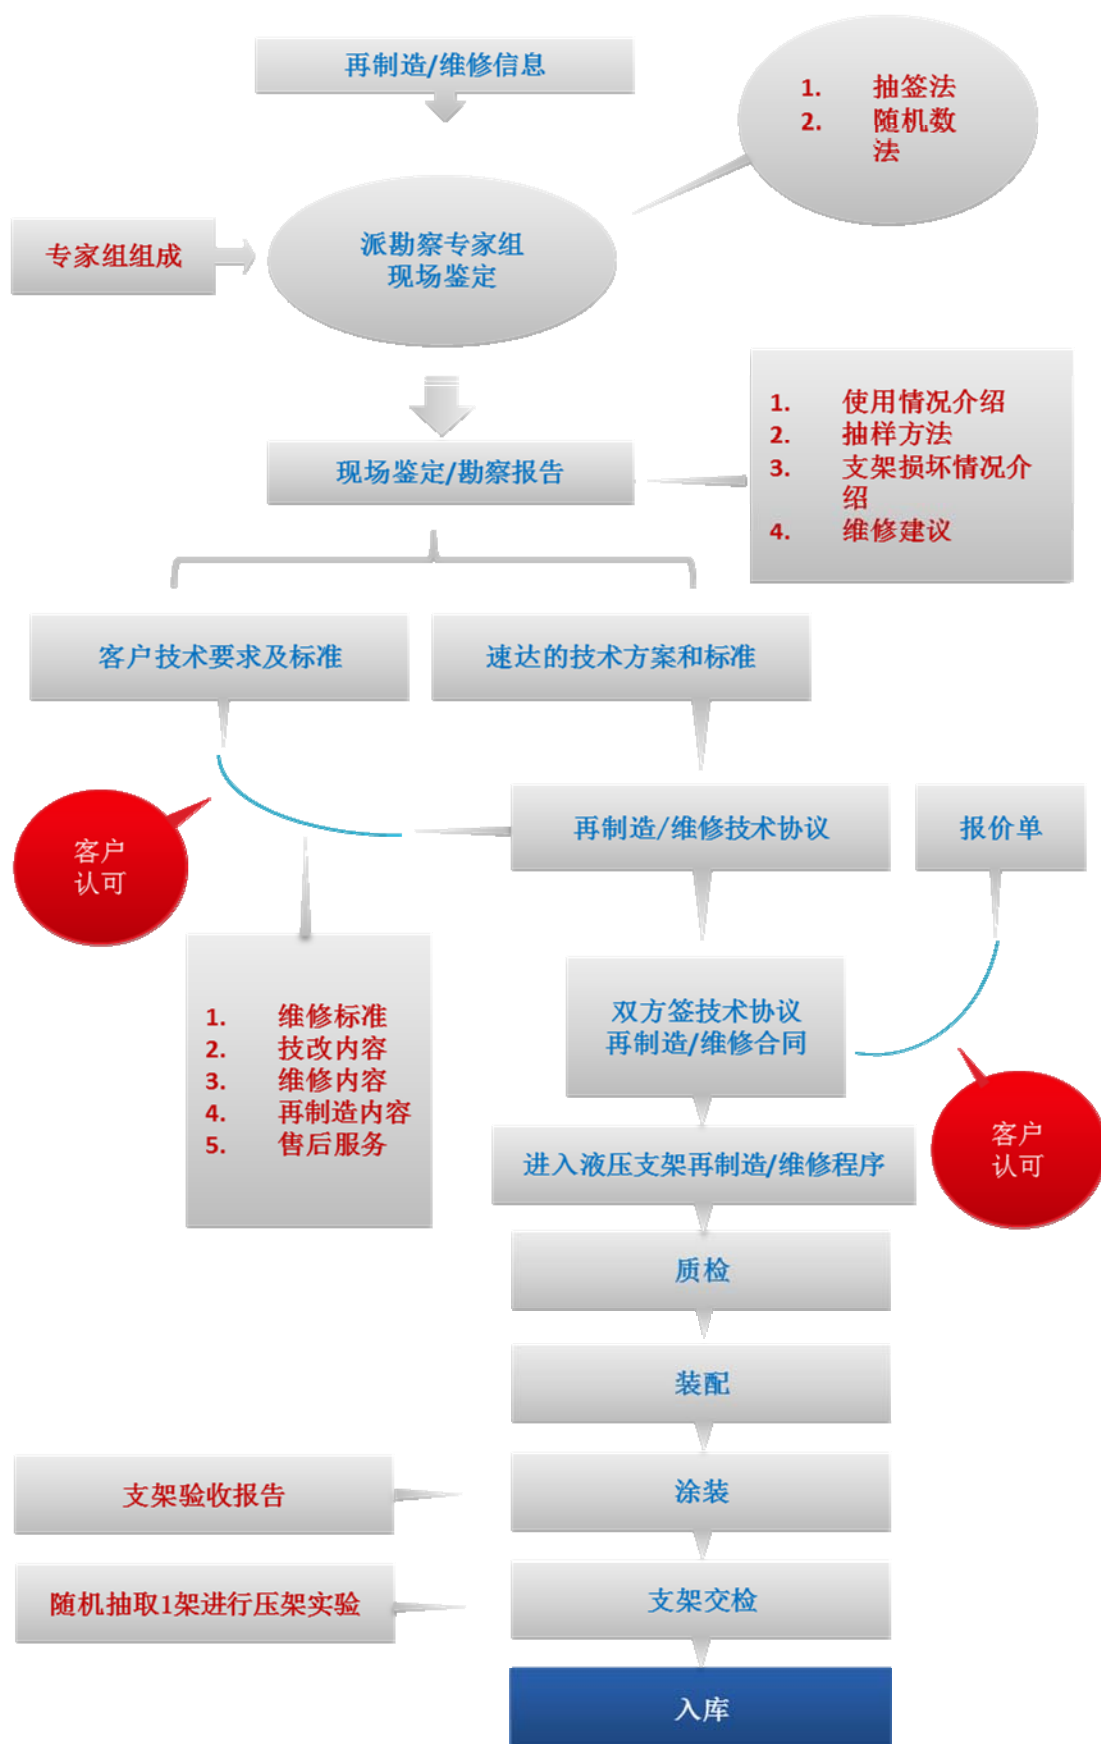 再制造/维修信息
1. 抽签法
2. 随机数
法
专家组组成
派勘察专家组
现场鉴定
现场鉴定/勘察报告
1. 使用情况介绍
2. 抽样方法
3. 支架损坏情况介
绍
4. 维修建议
客户技术要求及标准
速达的技术方案和标准
客户
认可
再制造/维修技术协议
报价单
1. 维修标准
2. 技改内容
3. 维修内容
4. 再制造内容
5. 售后服务
双方签技术协议
再制造/维修合同
客户
认可
进入液压支架再制造/维修程序
质检
装配
支架验收报告
涂装
随机抽取1架进行压架实验
支架交检
入库